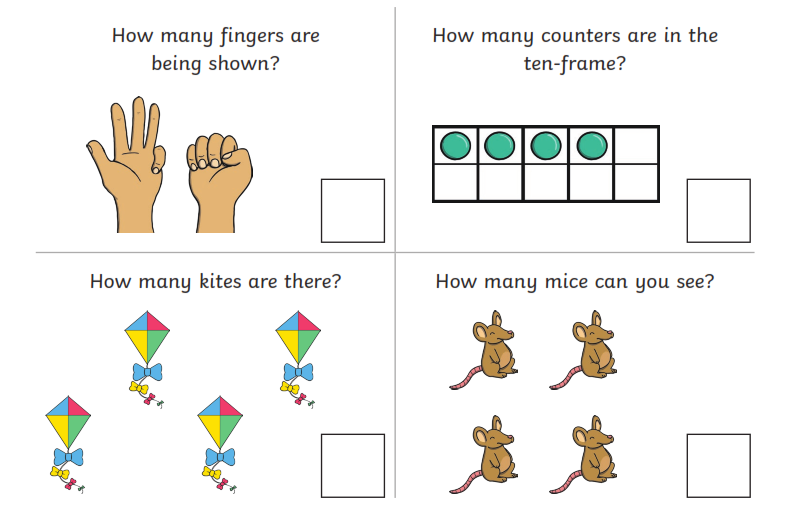 How many fingers are
being shown?
How many counters are in the
ten-frame?
How many kites are there?
How many mice can you see?